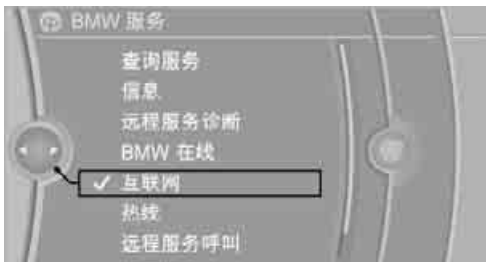 BMW 服务
查询服务
信息
远程服务诊断
BMW 在线
✓ 互联网
热线
远程服务呼叫